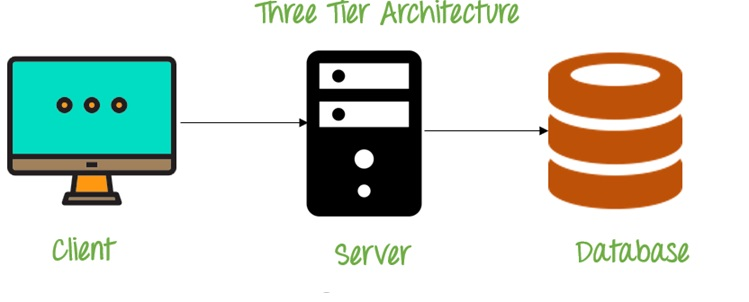 Three Tier Architecture
Client
Server
Database